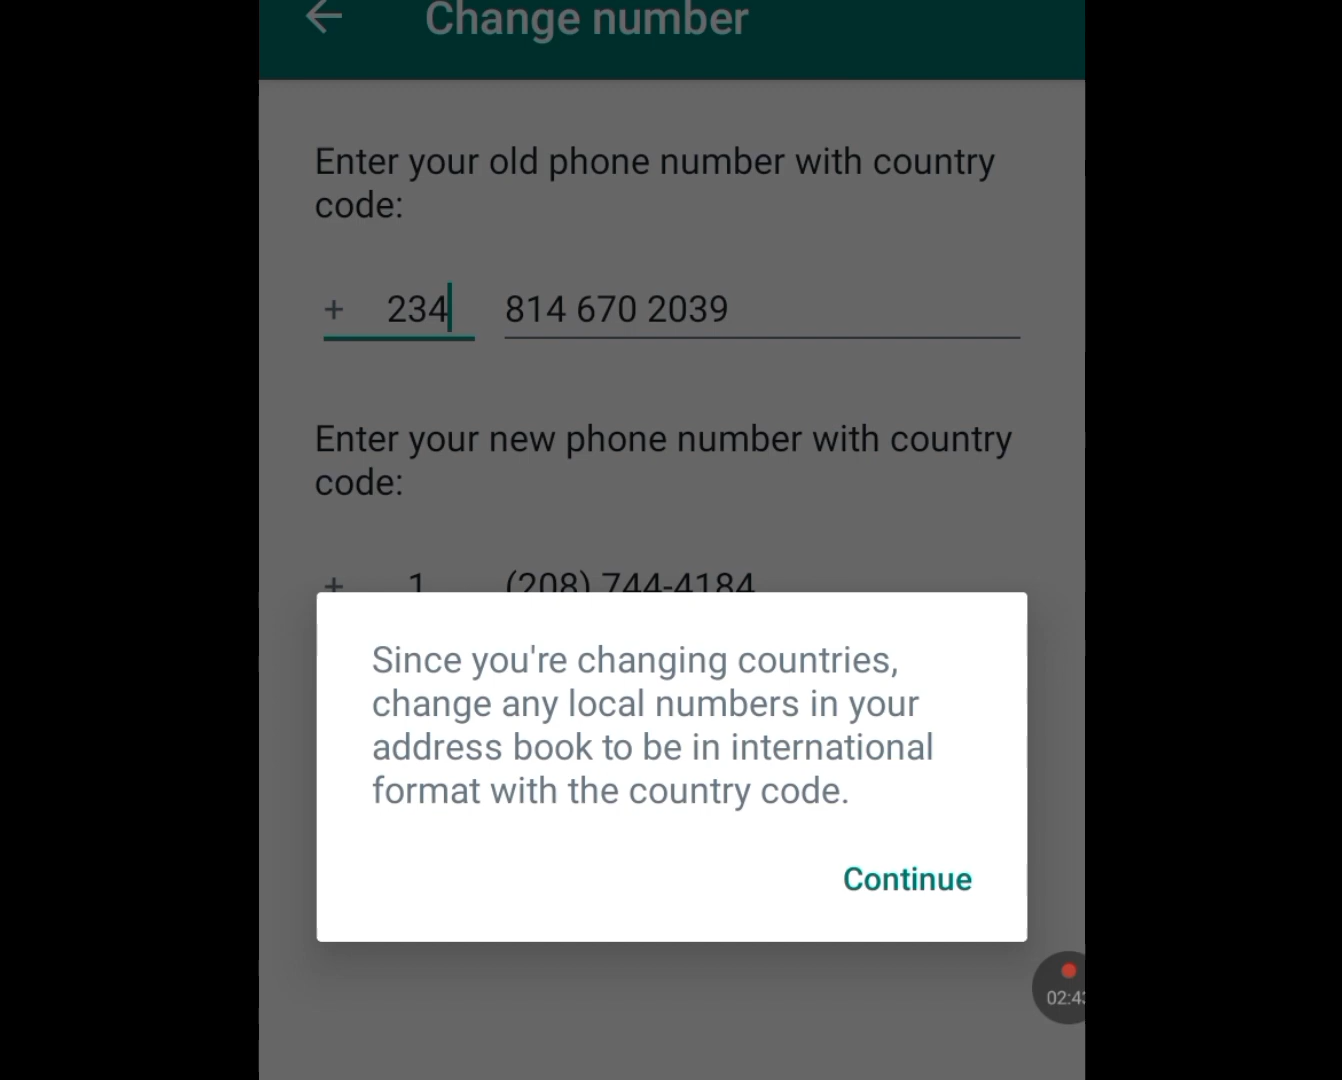 Change number
Enter your old phone number with country
code:
+ 234 814 670 2039
Enter your new phone number with country
code:
+ 1 (208) 744-4184
Since you're changing countries,
change any local numbers in your
address book to be in international
format with the country code.
Continue